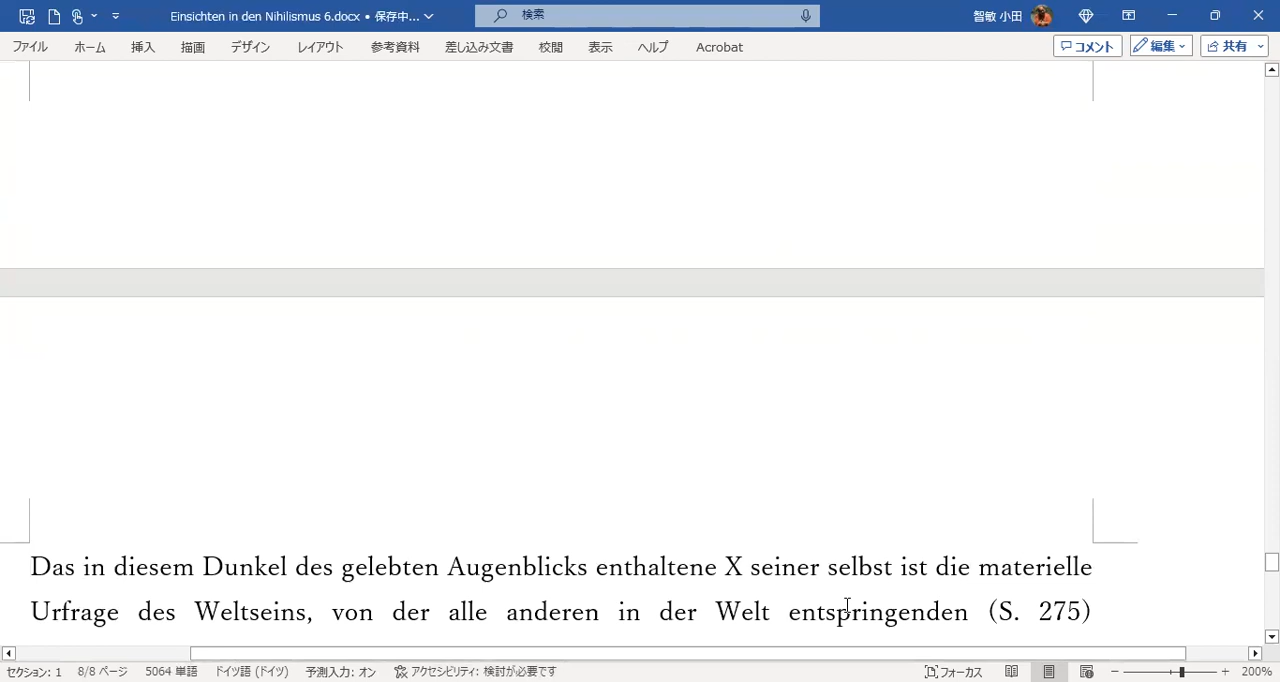 Einsichten in den Nihilismus 6.docx • 保存中...
検索
智敏 小田
ファイル ホーム 挿入 描画 デザイン レイアウト 参考資料 差し込み文書 校閲 表示 ヘルプ Acrobat
コメント 編集 共有
Das in diesem Dunkel des gelebten Augenblicks enthaltene X seiner selbst ist die materielle
Urfrage des Weltseins, von der alle anderen in der Welt entspringenden (S. 275)
セクション: 1 8/8 ページ 5064 単語 ドイツ語 (ドイツ) 予測入力: オン アクセシビリティ: 検討が必要です フォーカス 200%